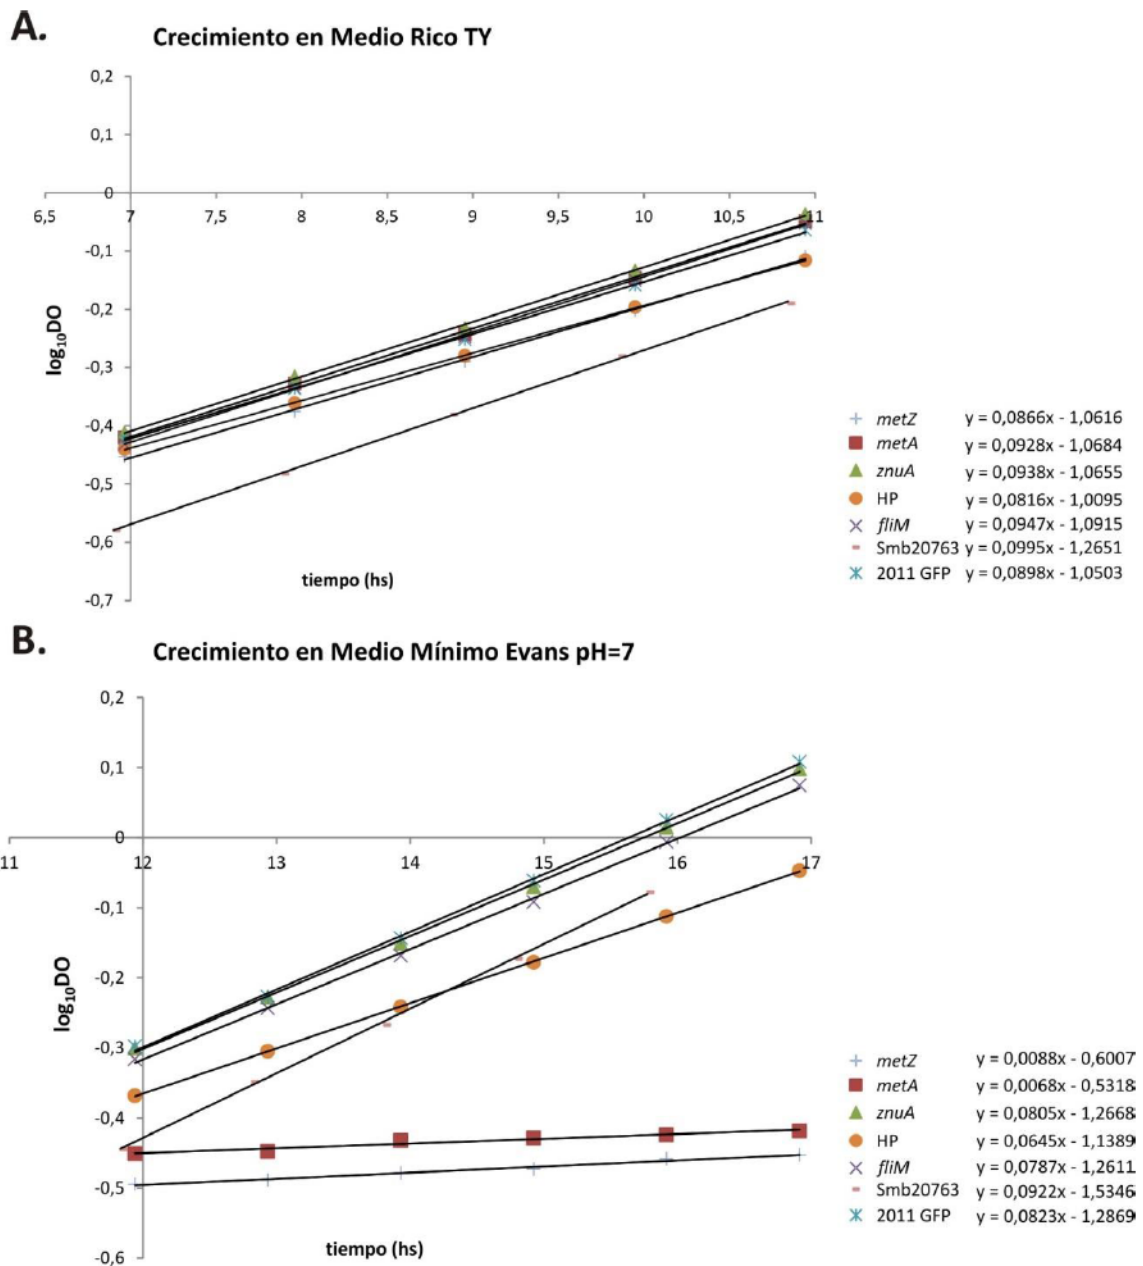 A.
Crecimiento en Medio Rico TY
0,2
0,1
0
6,5 7 7,5 8 8,5 9 9,5 10 10,5 11
-0,1
-0,2
-0,3
-0,4
-0,5
-0,6
-0,7
log10DO
tiempo (hs)
metZ y = 0,0866x - 1,0616
metA y = 0,0928x - 1,0684
znuA y = 0,0938x - 1,0655
HP y = 0,0816x - 1,0095
fliM y = 0,0947x - 1,0915
Smb20763 y = 0,0995x - 1,2651
2011 GFP y = 0,0898x - 1,0503
B.
Crecimiento en Medio Mínimo Evans pH=7
0,2
0,1
0
11 12 13 14 15 16 17
-0,1
-0,2
-0,3
-0,4
-0,5
-0,6
log10DO
tiempo (hs)
metZ y = 0,0088x - 0,6007
metA y = 0,0068x - 0,5318
znuA y = 0,0805x - 1,2668
HP y = 0,0645x - 1,1389
fliM y = 0,0787x - 1,2611
Smb20763 y = 0,0922x - 1,5346
2011 GFP y = 0,0823x - 1,2869